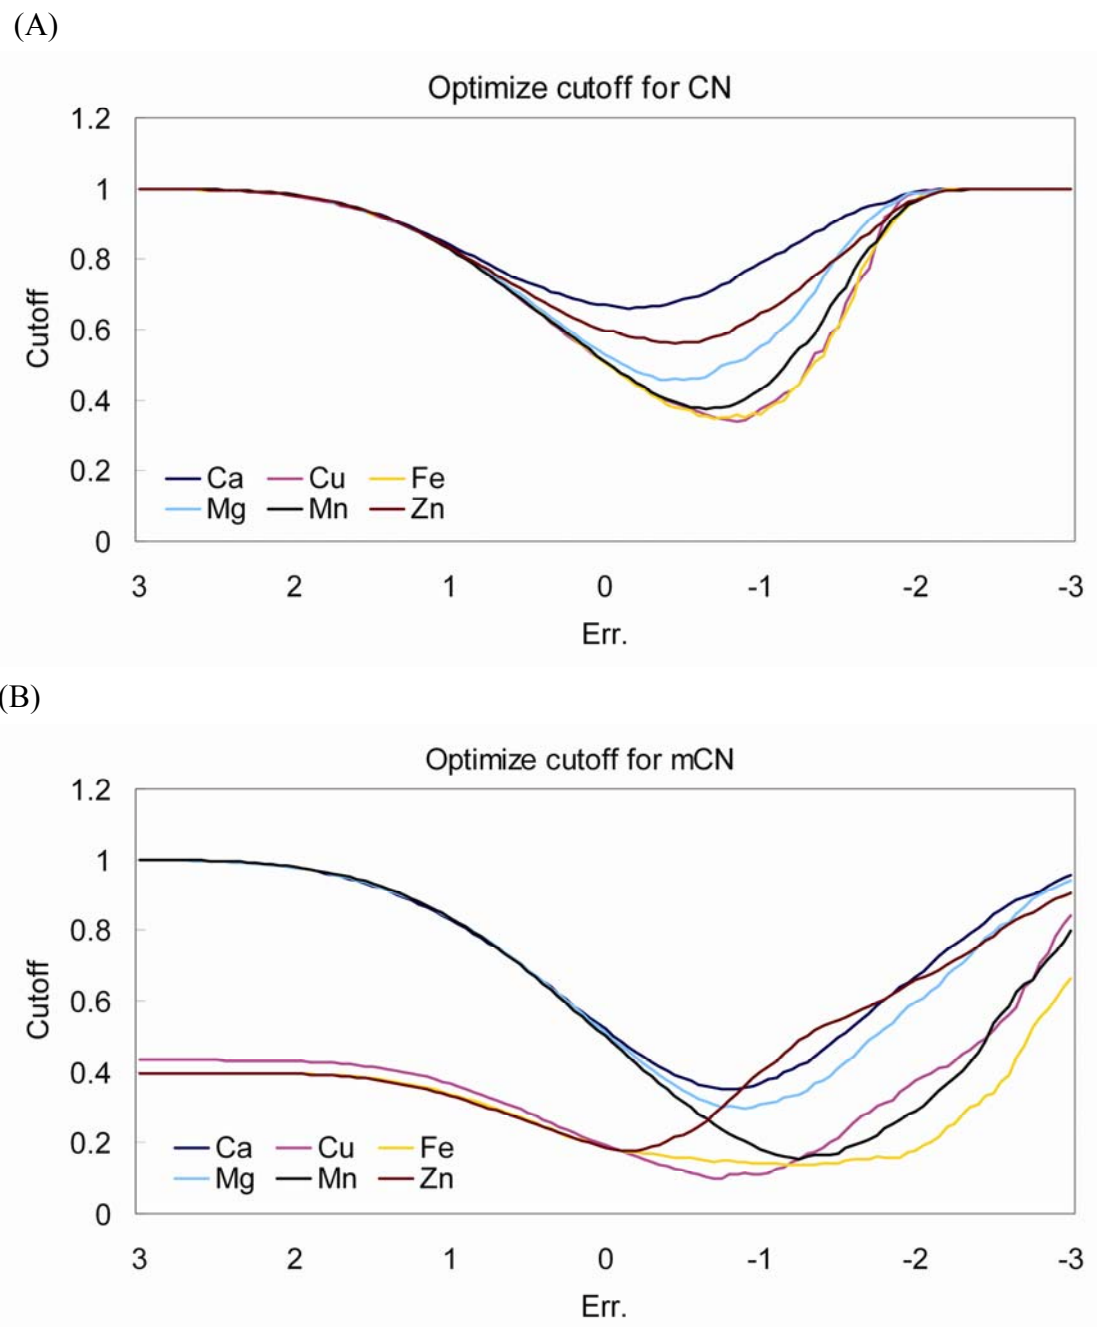 (A)
Optimize cutoff for CN
1.2
1
0.8
0.6
0.4
0.2
0
Cutoff
Ca Cu Fe
Mg Mn Zn
3 2 1 0 -1 -2 -3
Err.
(B)
Optimize cutoff for mCN
1.2
1
0.8
0.6
0.4
0.2
0
Cutoff
Ca Cu Fe
Mg Mn Zn
3 2 1 0 -1 -2 -3
Err.